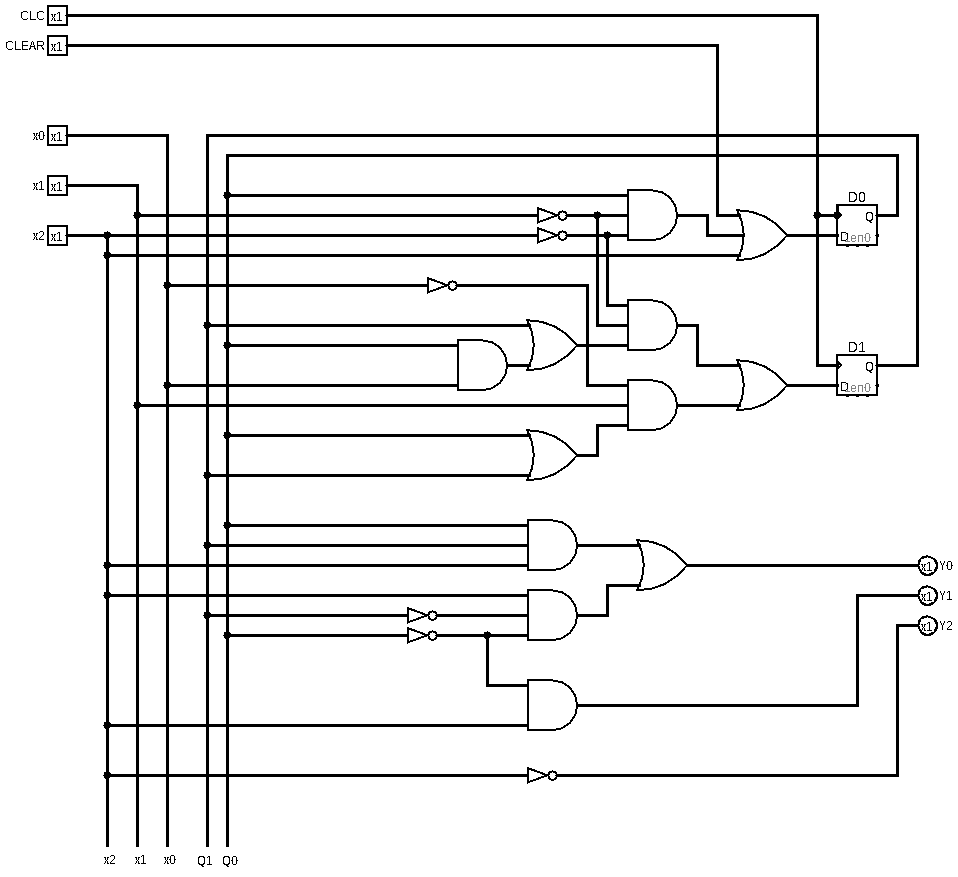 CLC x1
CLEAR x1
x0 x1
x1 x1
x2 x1
D0
Q
D en0
D1
Q
D en0
x1 Y0
x1 Y1
x1 Y2
x2 x1 x0 Q1 Q0